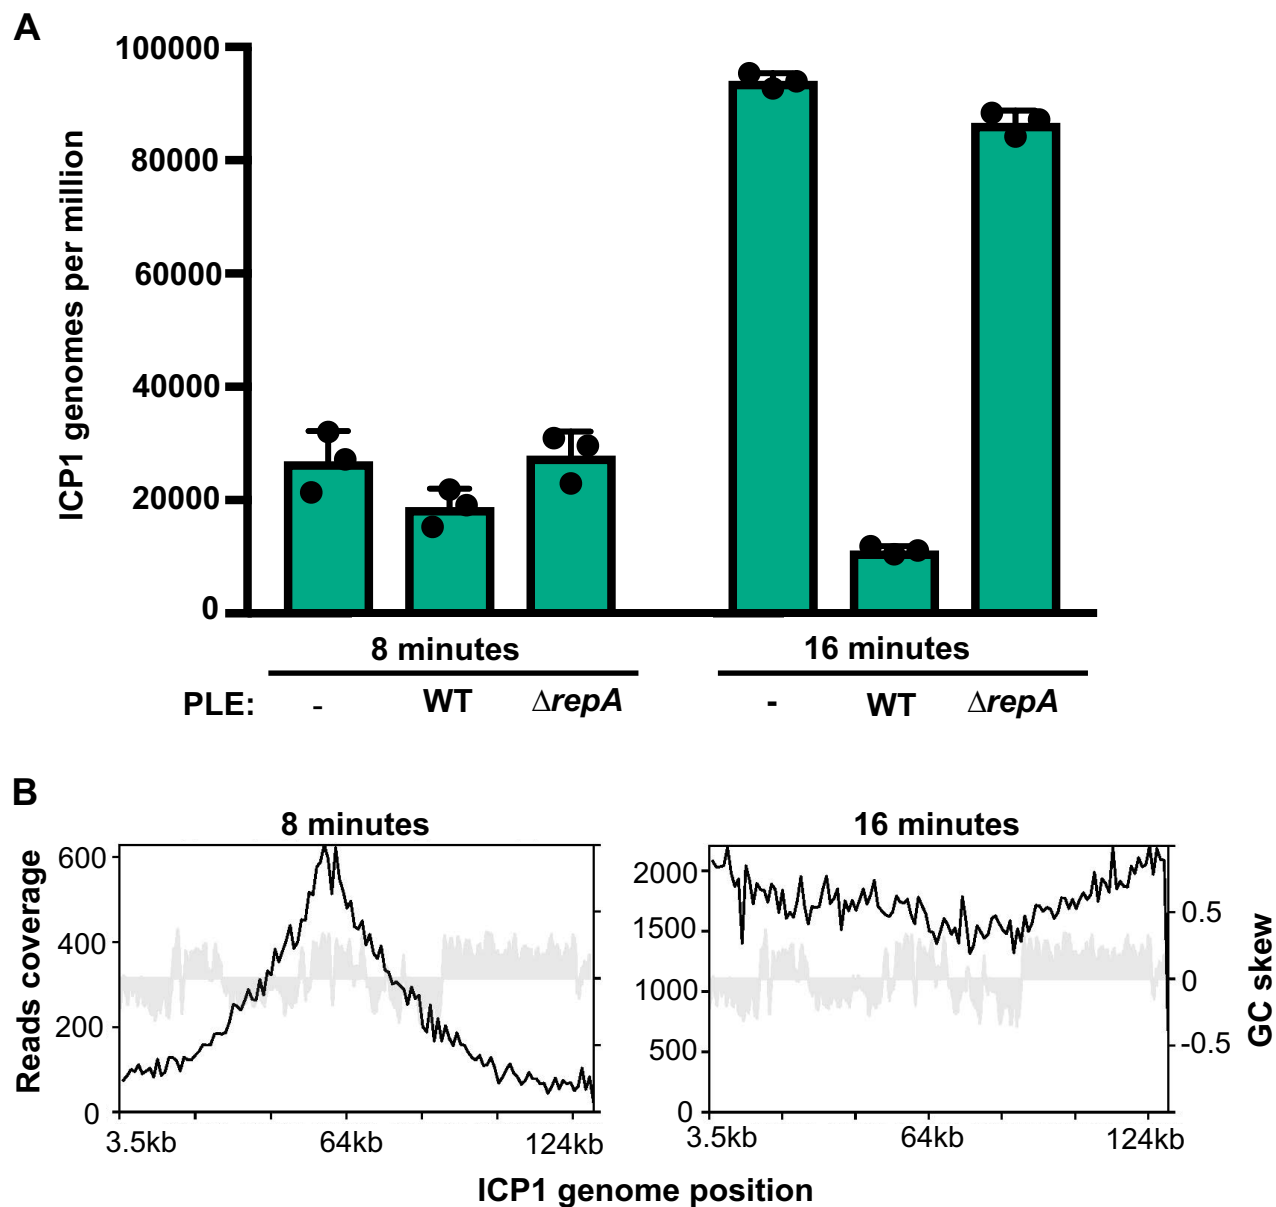 A
100000
80000
60000
40000
20000
0
ICP1 genomes per million
8 minutes
16 minutes
PLE: - WT ΔrepA - WT ΔrepA
B
8 minutes
16 minutes
Reads coverage
600
400
200
0
2000
1500
1000
500
0
0.5
0
-0.5
GC skew
3.5kb 64kb 124kb
3.5kb 64kb 124kb
ICP1 genome position